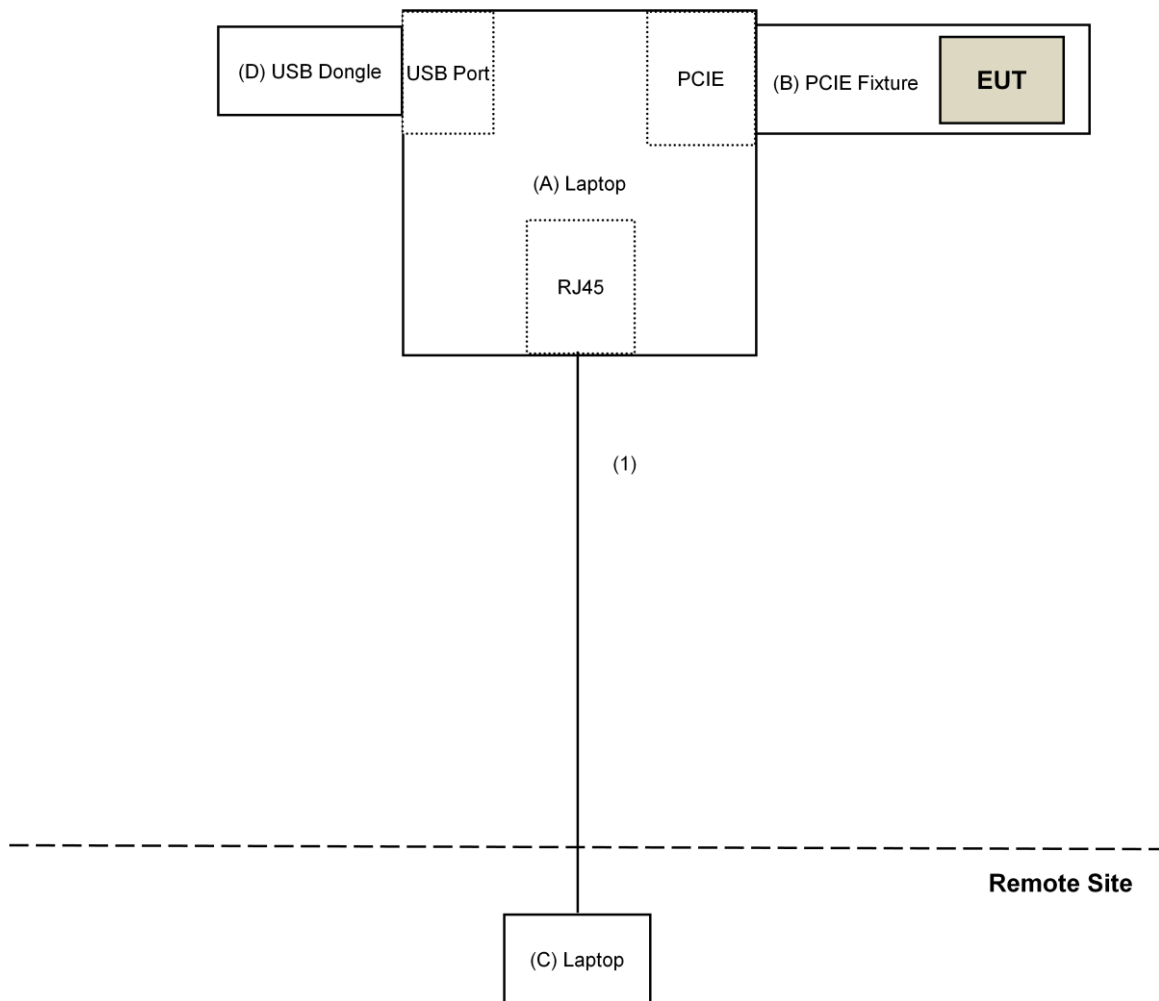 (D) USB Dongle
USB Port
PCIE
(B) PCIE Fixture
EUT
(A) Laptop
RJ45
(1)
Remote Site
(C) Laptop